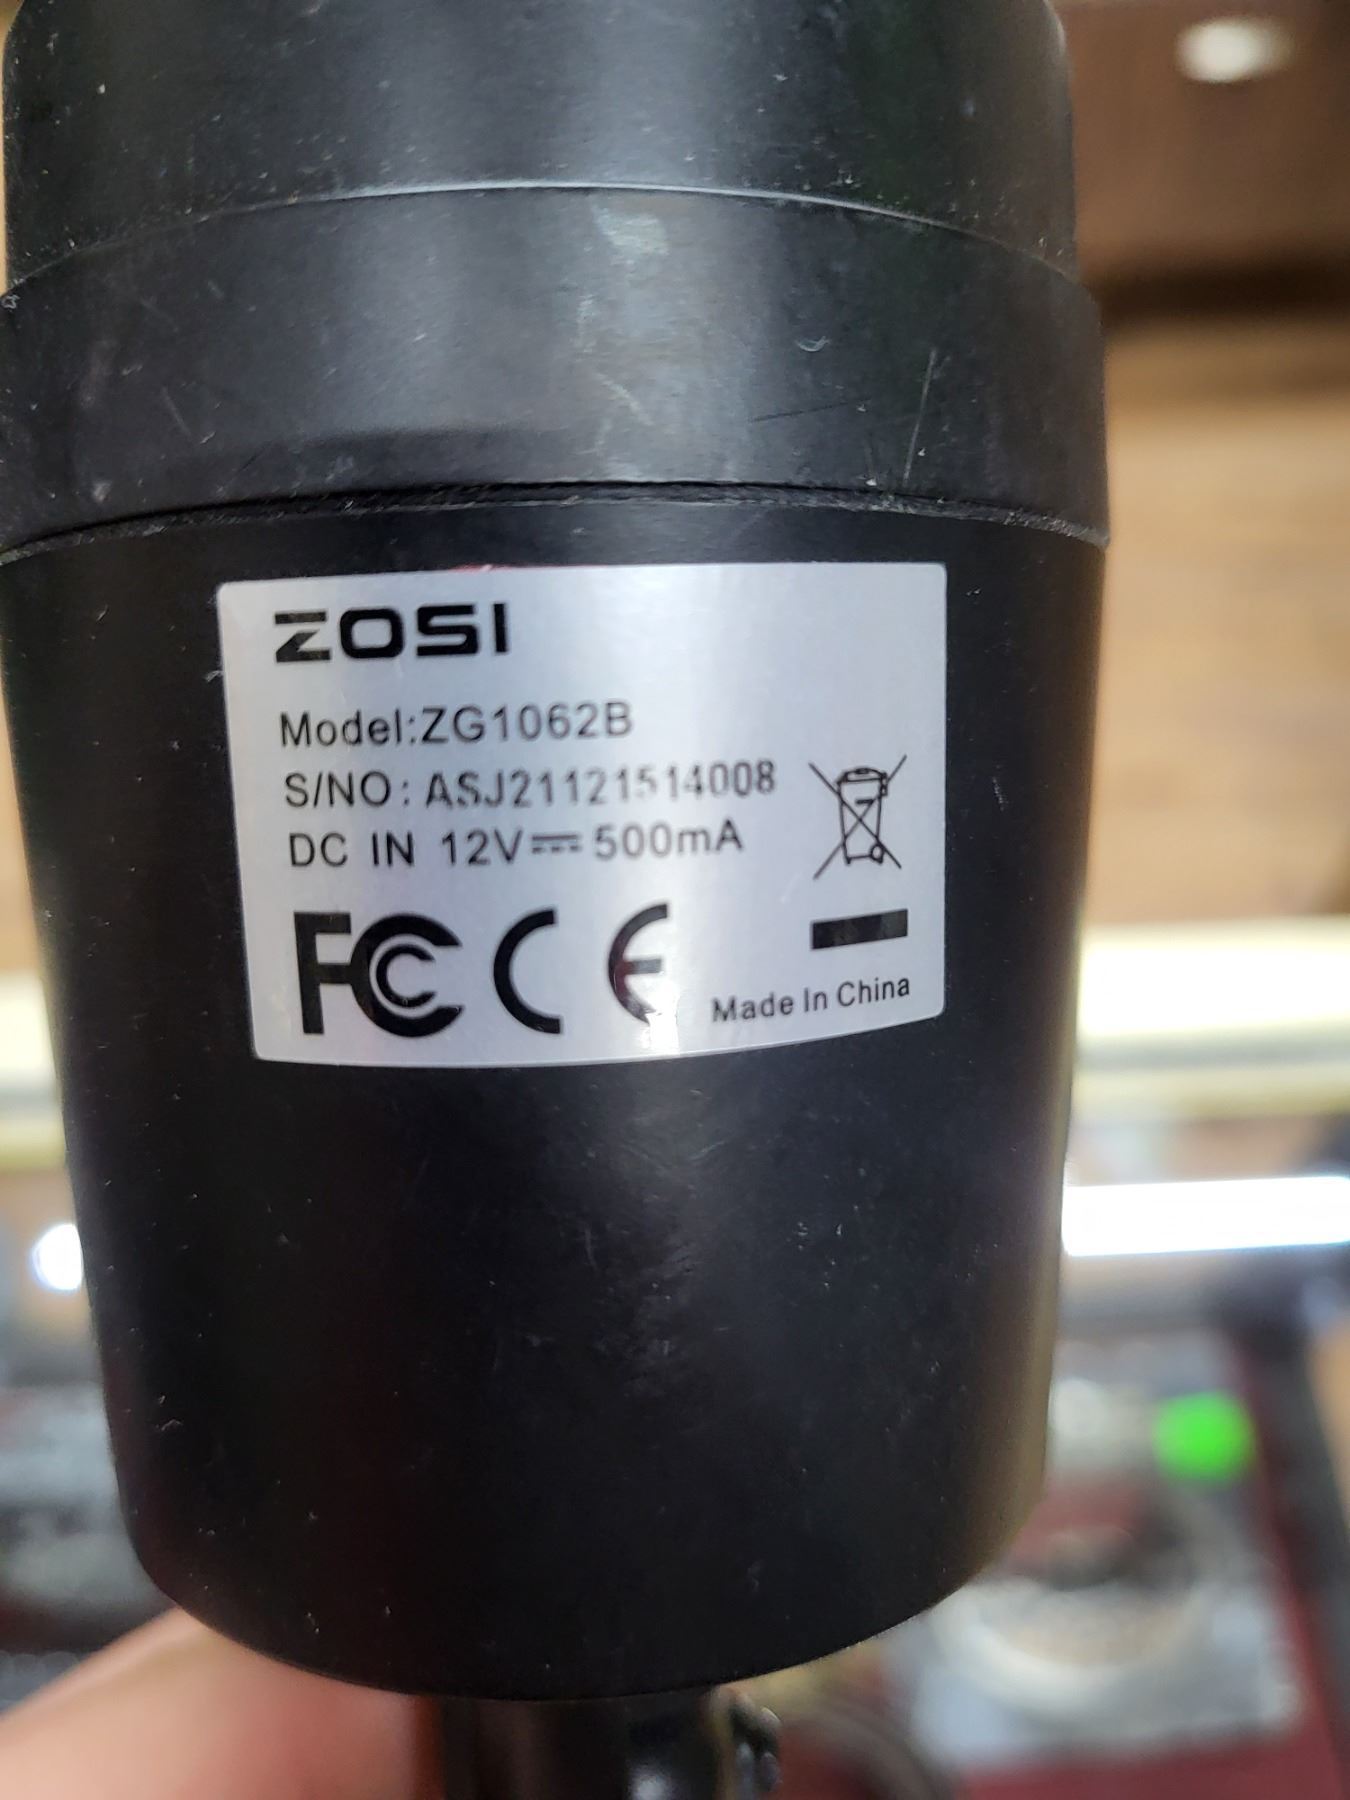 ZOSI
Model:ZG1062B
S/NO: ASJ21121514008
DC IN 12V⎓500mA
FC CE
Made In China